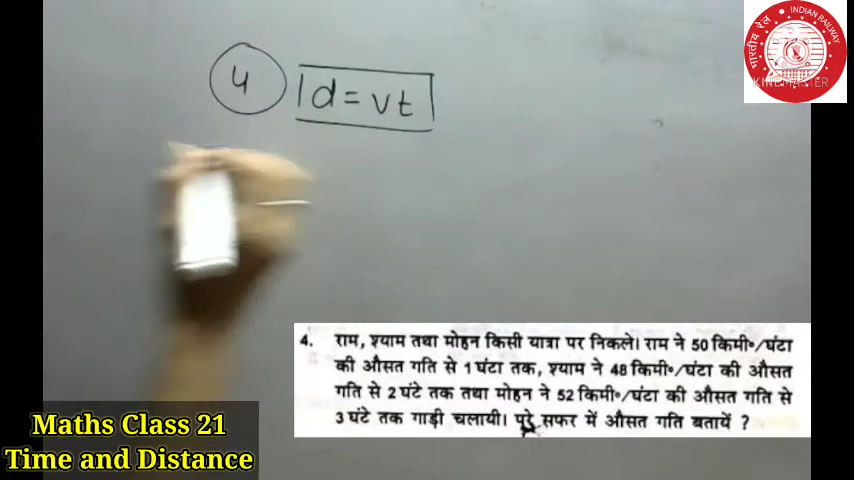 भारतीय रेल INDIAN RAILWAY
KINEMASTER
4 d = vt
4. राम, श्याम तथा मोहन किसी यात्रा पर निकले। राम ने 50 किमी०/घंटा
की औसत गति से 1 घंटा तक, श्याम ने 48 किमी०/घंटा की औसत
गति से 2 घंटे तक तथा मोहन ने 52 किमी०/घंटा की औसत गति से
3 घंटे तक गाड़ी चलायी। पूरे सफर में औसत गति बतायें ?
Maths Class 21
Time and Distance